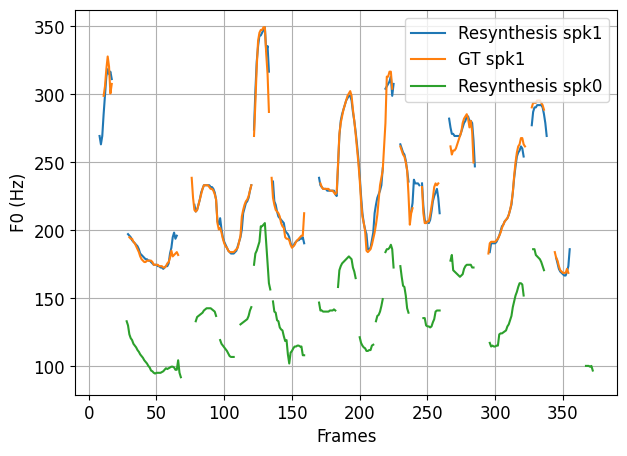 350
300
250
200
150
100
F0 (Hz)
Resynthesis spk1
GT spk1
Resynthesis spk0
0 50 100 150 200 250 300 350
Frames